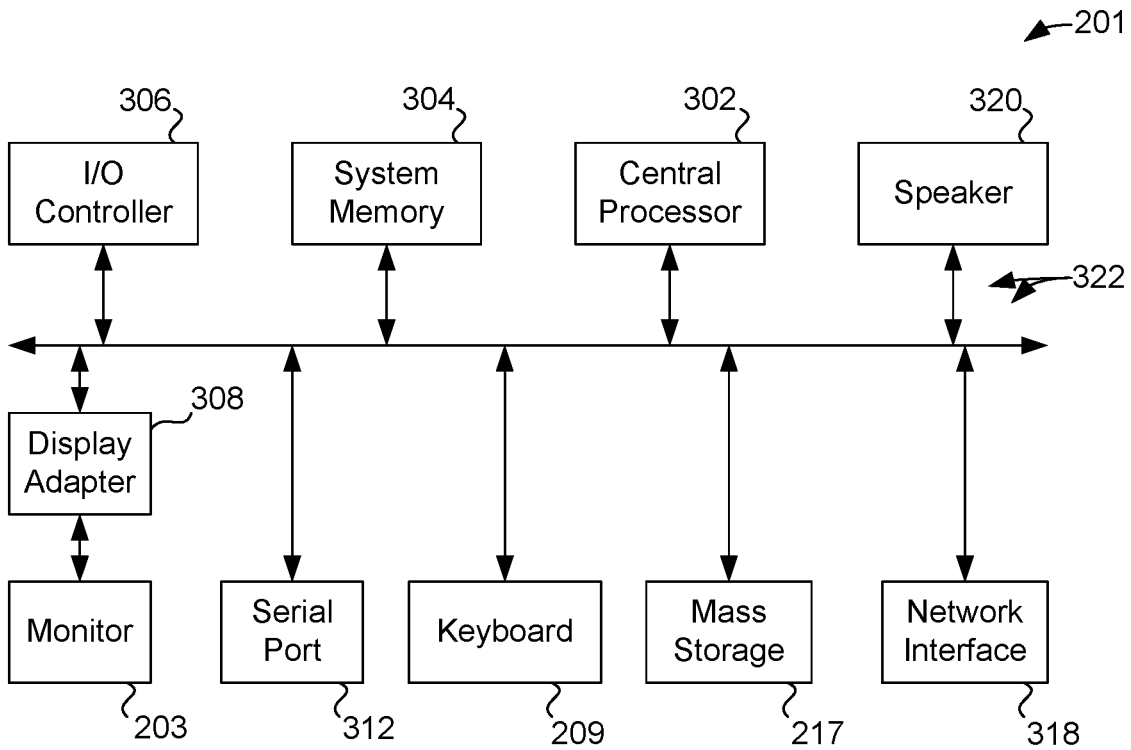 201
306
304
302
320
I/O
Controller
System
Memory
Central
Processor
Speaker
322
308
Display
Adapter
Monitor
Serial
Port
Keyboard
Mass
Storage
Network
Interface
203
312
209
217
318